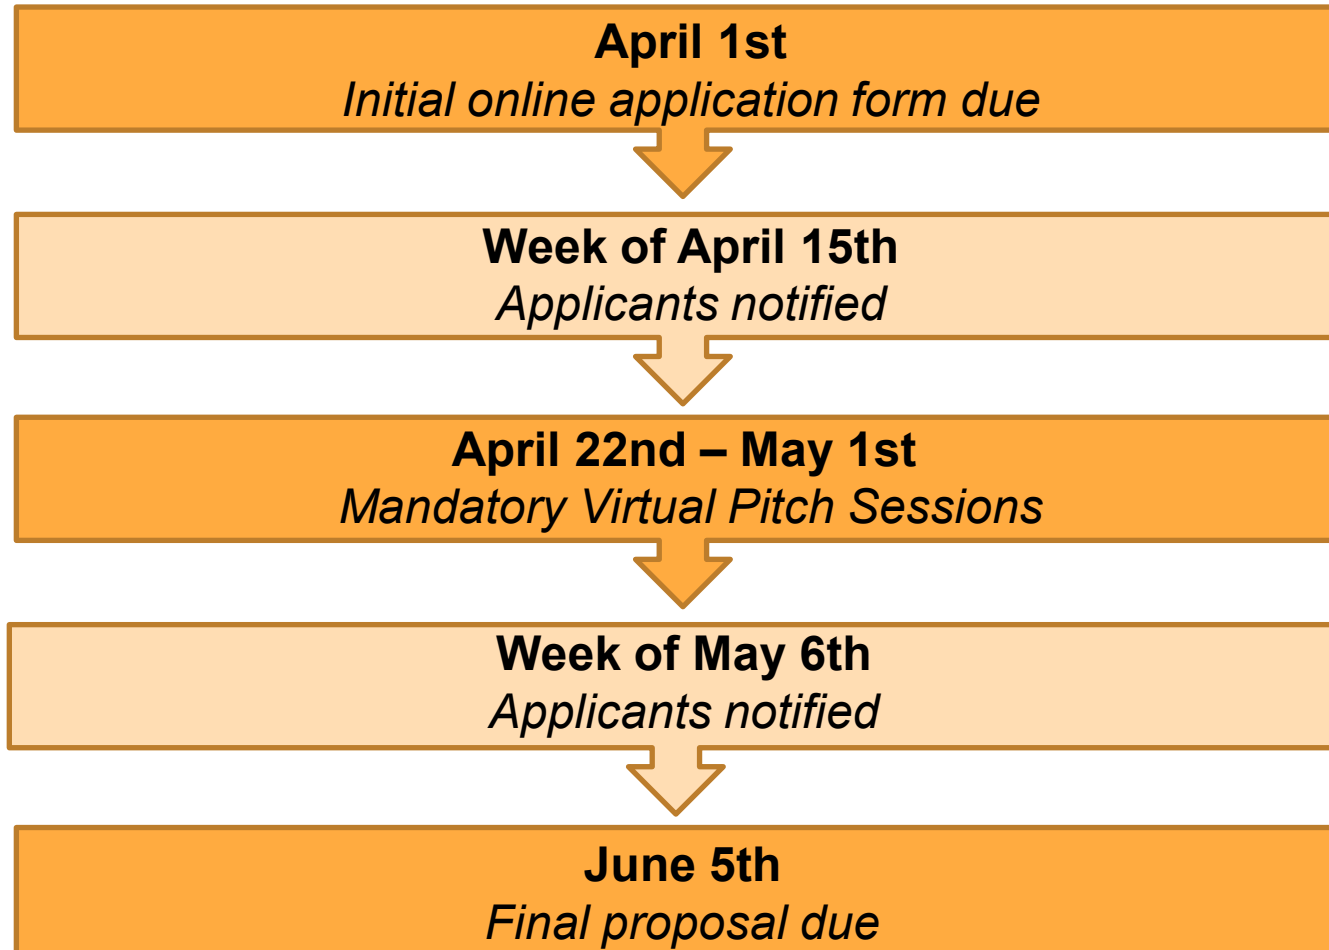 April 1st
Initial online application form due
Week of April 15th
Applicants notified
April 22nd – May 1st
Mandatory Virtual Pitch Sessions
Week of May 6th
Applicants notified
June 5th
Final proposal due